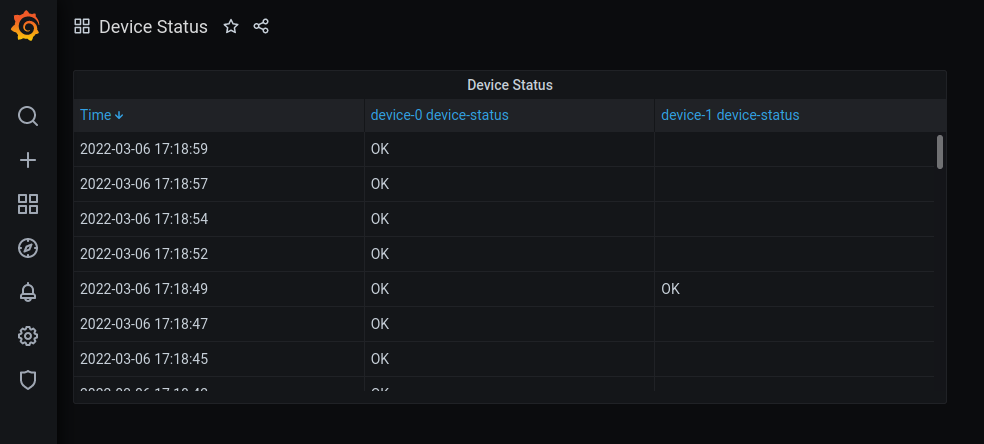 Device Status
Device Status
Time device-0 device-status device-1 device-status
2022-03-06 17:18:59 OK
2022-03-06 17:18:57 OK
2022-03-06 17:18:54 OK
2022-03-06 17:18:52 OK
2022-03-06 17:18:49 OK OK
2022-03-06 17:18:47 OK
2022-03-06 17:18:45 OK